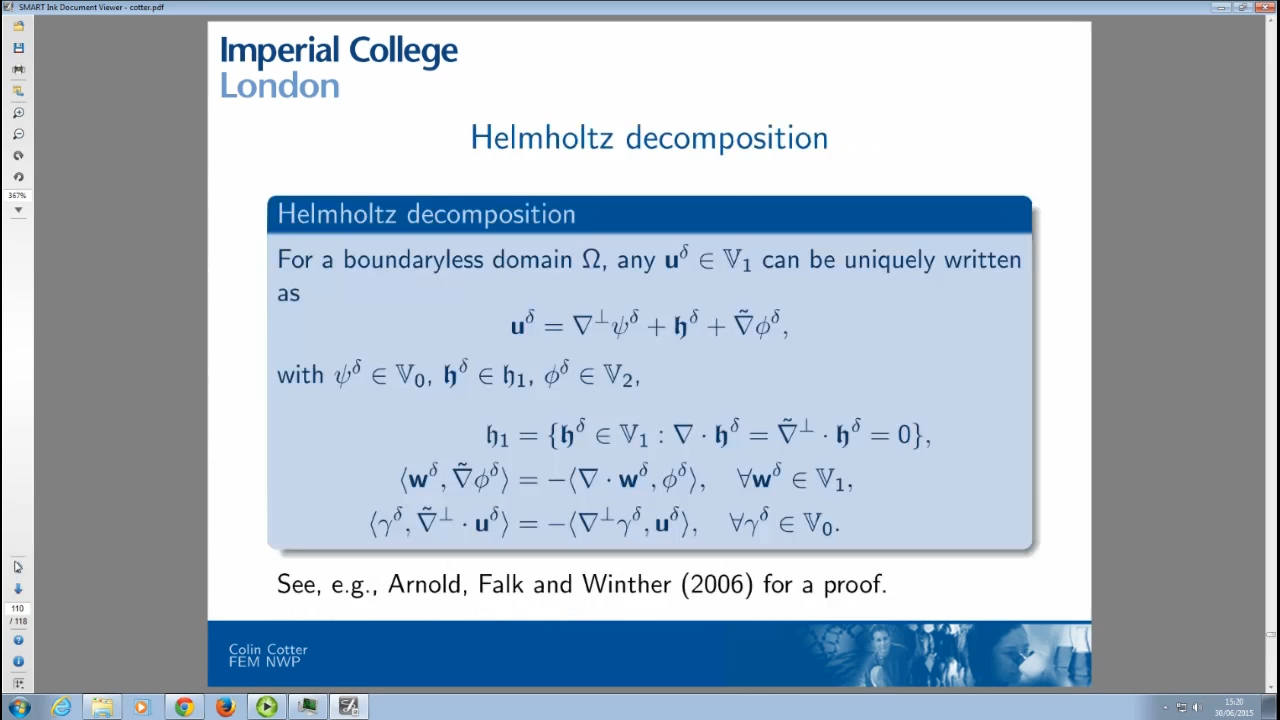 SMART Ink Document Viewer - cotter.pdf
Imperial College
London
Helmholtz decomposition
Helmholtz decomposition
For a boundaryless domain Ω, any 𝐮^δ ∈ 𝕍₁ can be uniquely written
as
𝐮^δ = ∇^⊥ψ^δ + 𝖍^δ + ∇̃φ^δ,
with ψ^δ ∈ 𝕍₀, 𝖍^δ ∈ 𝔥₁, φ^δ ∈ 𝕍₂,
𝔥₁ = {𝖍^δ ∈ 𝕍₁ : ∇ · 𝖍^δ = ∇̃^⊥ · 𝖍^δ = 0},
⟨𝐰^δ, ∇̃φ^δ⟩ = −⟨∇ · 𝐰^δ, φ^δ⟩, ∀𝐰^δ ∈ 𝕍₁,
⟨γ^δ, ∇̃^⊥ · 𝐮^δ⟩ = −⟨∇^⊥γ^δ, 𝐮^δ⟩, ∀γ^δ ∈ 𝕍₀.
See, e.g., Arnold, Falk and Winther (2006) for a proof.
Colin Cotter
FEM NWP
367%
110
/ 118
15:20
30/06/2015